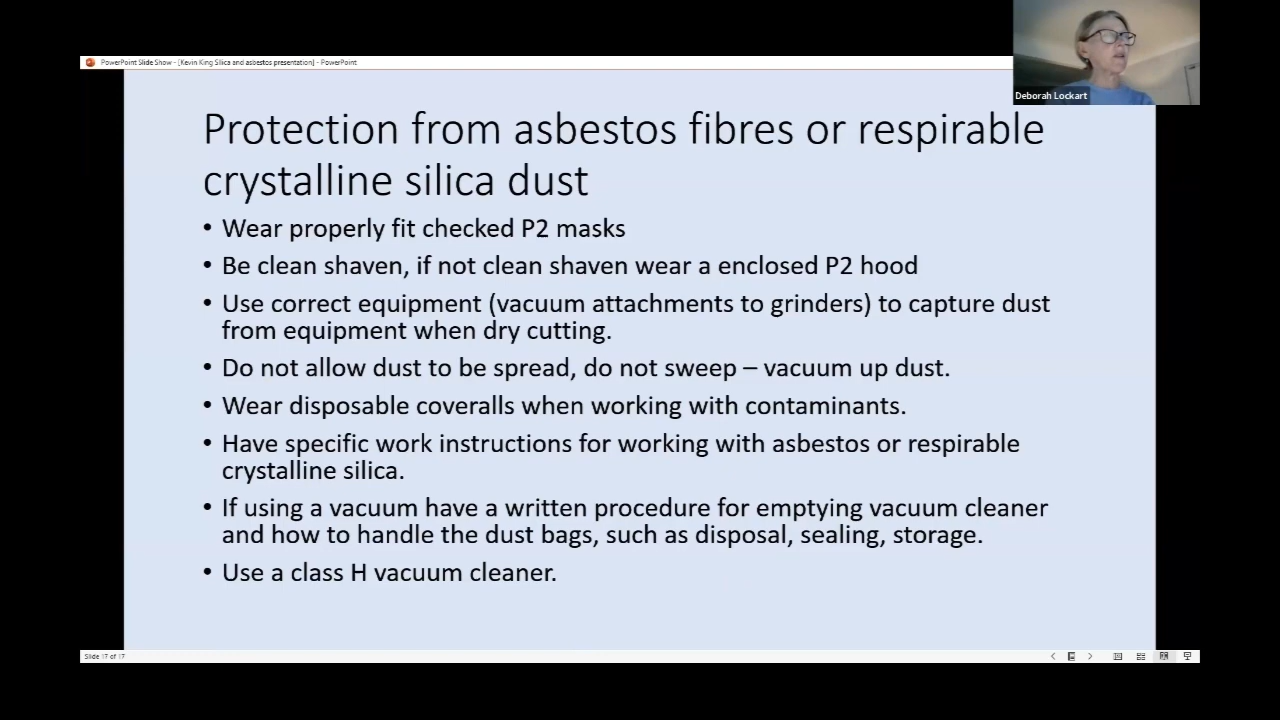 PowerPoint Slide Show - [Kevin King Silica and asbestos presentation] - PowerPoint
Deborah Lockart
Protection from asbestos fibres or respirable
crystalline silica dust
• Wear properly fit checked P2 masks
• Be clean shaven, if not clean shaven wear a enclosed P2 hood
• Use correct equipment (vacuum attachments to grinders) to capture dust
from equipment when dry cutting.
• Do not allow dust to be spread, do not sweep – vacuum up dust.
• Wear disposable coveralls when working with contaminants.
• Have specific work instructions for working with asbestos or respirable
crystalline silica.
• If using a vacuum have a written procedure for emptying vacuum cleaner
and how to handle the dust bags, such as disposal, sealing, storage.
• Use a class H vacuum cleaner.
Slide 17 of 17